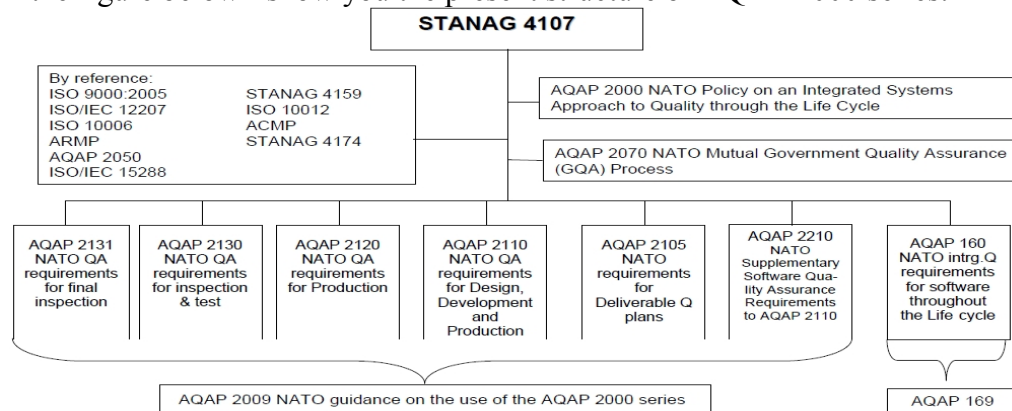 STANAG 4107
By reference:
ISO 9000:2005 STANAG 4159
ISO/IEC 12207 ISO 10012
ISO 10006 ACMP
ARMP STANAG 4174
AQAP 2050
ISO/IEC 15288
AQAP 2000 NATO Policy on an Integrated Systems
Approach to Quality through the Life Cycle
AQAP 2070 NATO Mutual Government Quality Assurance
(GQA) Process
AQAP 2131
NATO QA
requirements
for final
inspection
AQAP 2130
NATO QA
requirements
for inspection
& test
AQAP 2120
NATO QA
requirements
for Production
AQAP 2110
NATO QA
requirements
for Design,
Development
and
Production
AQAP 2105
NATO
requirements
for
Deliverable Q
plans
AQAP 2210
NATO
Supplementary
Software Qua-
lity Assurance
Requirements
to AQAP 2110
AQAP 160
NATO intrg.Q
requirements
for software
throughout
the Life cycle
AQAP 2009 NATO guidance on the use of the AQAP 2000 series
AQAP 169